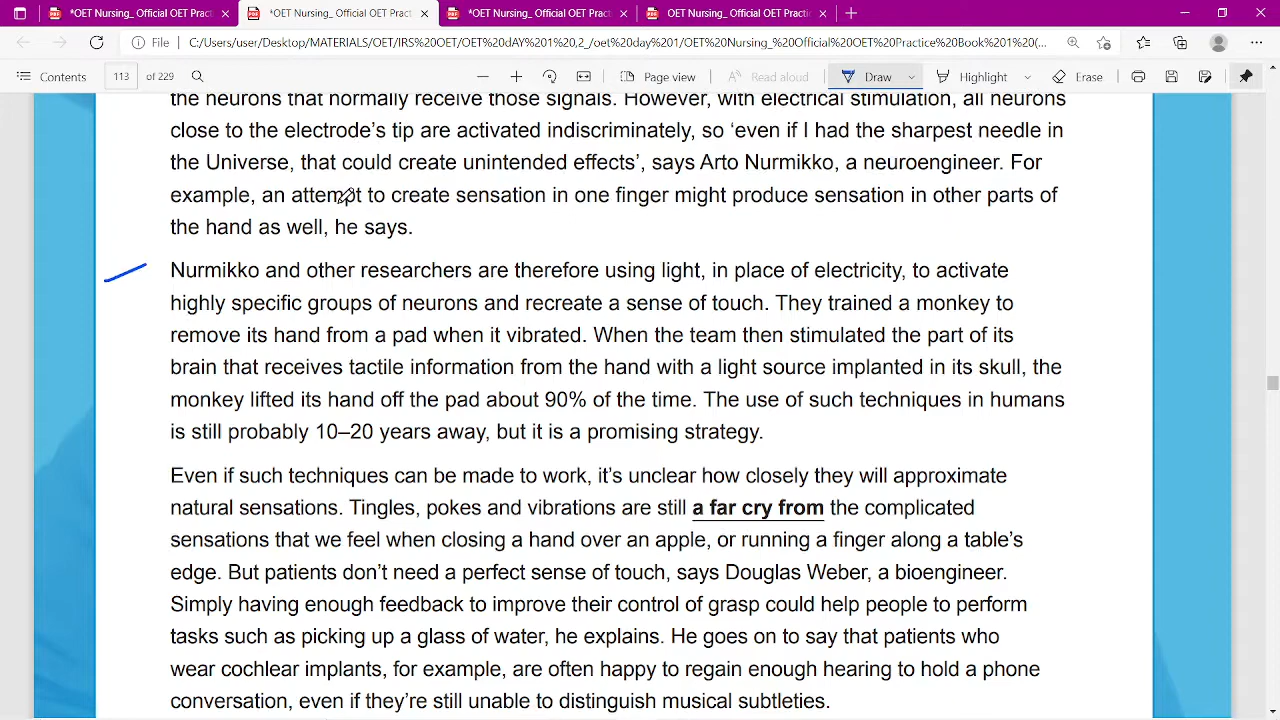 *OET Nursing_ Official OET Practi
*OET Nursing_ Official OET Pract
*OET Nursing_ Official OET Pract
OET Nursing_ Official OET Practic
File
C:/Users/user/Desktop/MATERIALS/OET/IRS%20OET/OET%20dAY%201%20,2_/oet%20day%201/OET%20Nursing_%20Official%20OET%20Practice%20Book%201%20(...
Contents
113
of 229
Page view
Read aloud
Draw
Highlight
Erase
the neurons that normally receive those signals. However, with electrical stimulation, all neurons
close to the electrode’s tip are activated indiscriminately, so ‘even if I had the sharpest needle in
the Universe, that could create unintended effects’, says Arto Nurmikko, a neuroengineer. For
example, an attempt to create sensation in one finger might produce sensation in other parts of
the hand as well, he says.
Nurmikko and other researchers are therefore using light, in place of electricity, to activate
highly specific groups of neurons and recreate a sense of touch. They trained a monkey to
remove its hand from a pad when it vibrated. When the team then stimulated the part of its
brain that receives tactile information from the hand with a light source implanted in its skull, the
monkey lifted its hand off the pad about 90% of the time. The use of such techniques in humans
is still probably 10–20 years away, but it is a promising strategy.
Even if such techniques can be made to work, it’s unclear how closely they will approximate
natural sensations. Tingles, pokes and vibrations are still a far cry from the complicated
sensations that we feel when closing a hand over an apple, or running a finger along a table’s
edge. But patients don’t need a perfect sense of touch, says Douglas Weber, a bioengineer.
Simply having enough feedback to improve their control of grasp could help people to perform
tasks such as picking up a glass of water, he explains. He goes on to say that patients who
wear cochlear implants, for example, are often happy to regain enough hearing to hold a phone
conversation, even if they’re still unable to distinguish musical subtleties.